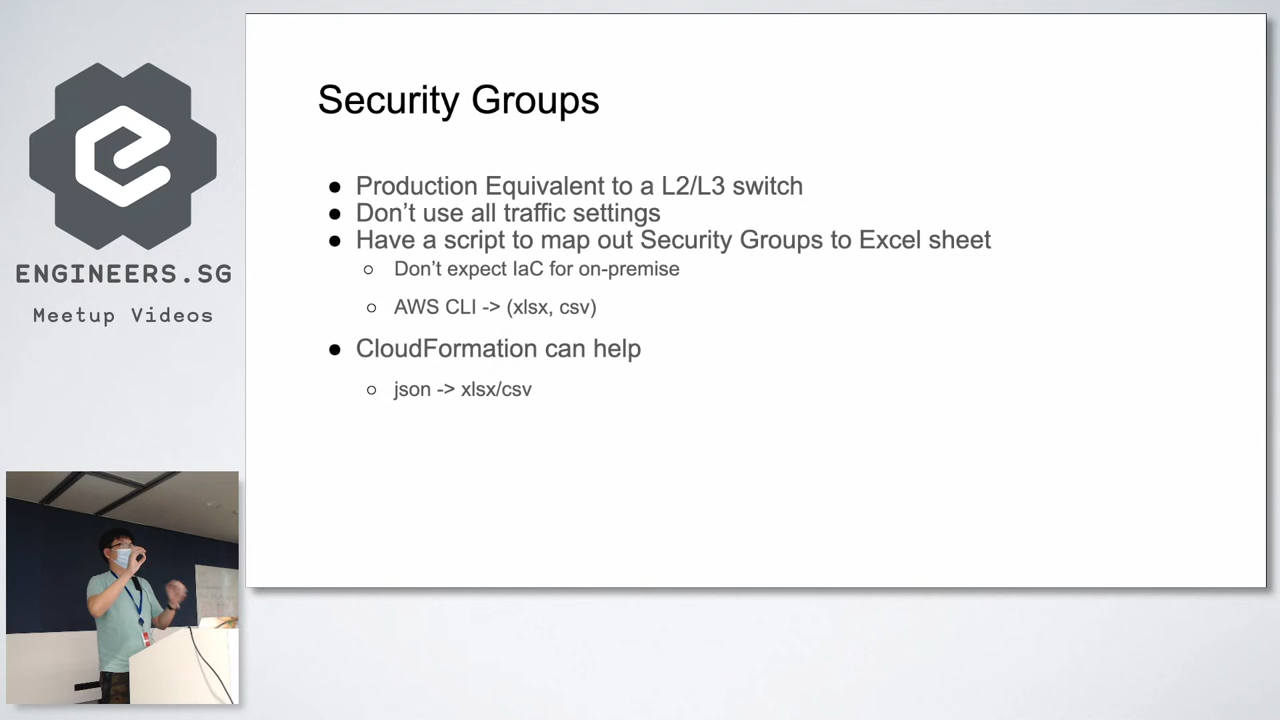 ENGINEERS.SG
Meetup Videos
Security Groups
● Production Equivalent to a L2/L3 switch
● Don’t use all traffic settings
● Have a script to map out Security Groups to Excel sheet
○ Don’t expect IaC for on-premise
○ AWS CLI -> (xlsx, csv)
● CloudFormation can help
○ json -> xlsx/csv